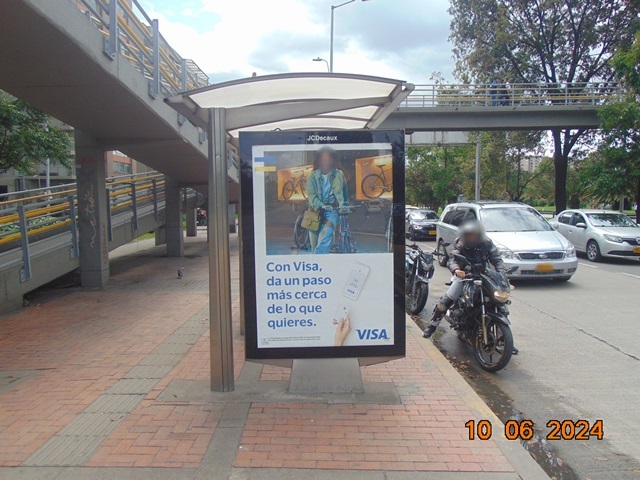 JCDecaux
Con Visa,
da un paso
más cerca
de lo que
quieres.
VISA
10 06 2024